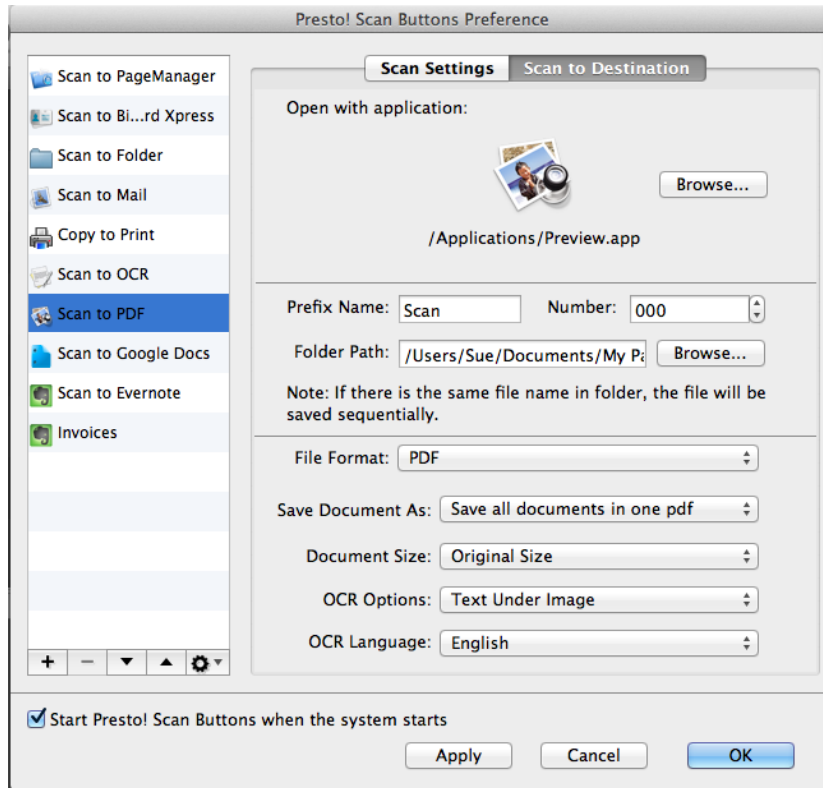 Presto! Scan Buttons Preference
Scan to PageManager
Scan to Bi...rd Xpress
Scan to Folder
Scan to Mail
Copy to Print
Scan to OCR
Scan to PDF
Scan to Google Docs
Scan to Evernote
Invoices
Scan Settings Scan to Destination
Open with application:
Browse...
/Applications/Preview.app
Prefix Name: Scan Number: 000
Folder Path: /Users/Sue/Documents/My Pa Browse...
Note: If there is the same file name in folder, the file will be
saved sequentially.
File Format: PDF
Save Document As: Save all documents in one pdf
Document Size: Original Size
OCR Options: Text Under Image
OCR Language: English
Start Presto! Scan Buttons when the system starts
Apply Cancel OK